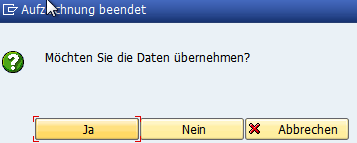 Aufzeichnung beendet
Möchten Sie die Daten übernehmen?
Ja
Nein
Abbrechen